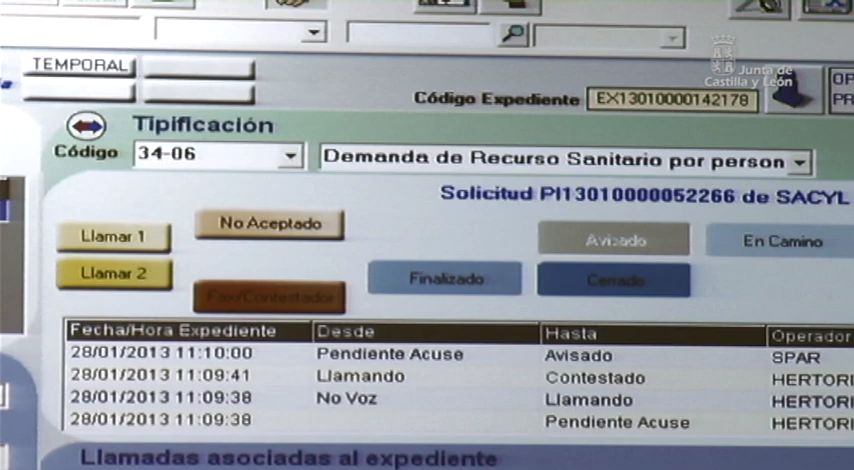 Junta de
Castilla y León
TEMPORAL
Código Expediente EX13010000142178
OP
PR
Tipificación
Código 34-06 Demanda de Recurso Sanitario por person
Solicitud PI13010000052266 de SACYL
Llamar 1 No Aceptado Avisado En Camino
Llamar 2 Fax/Contestador Finalizado Cerrado
Fecha/Hora Expediente Desde Hasta Operador
28/01/2013 11:10:00 Pendiente Acuse Avisado SPAR
28/01/2013 11:09:41 Llamando Contestado HERTORI
28/01/2013 11:09:38 No Voz Llamando HERTORI
28/01/2013 11:09:38 Pendiente Acuse HERTORI
Llamadas asociadas al expediente